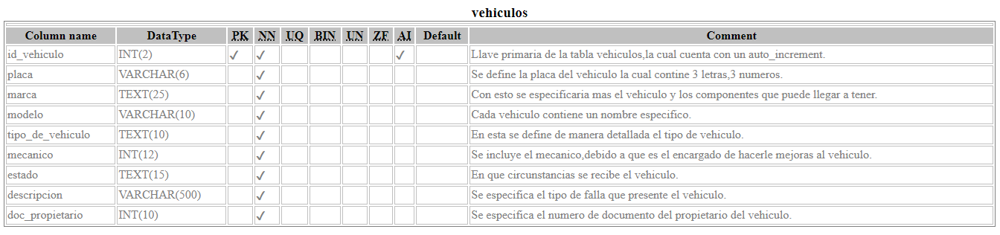 vehiculos
Column name DataType PK NN UQ BIN UN ZF AI Default Comment
id_vehiculo INT(2) ✓ ✓ ✓ Llave primaria de la tabla vehiculos,la cual cuenta con un auto_increment.
placa VARCHAR(6) ✓ Se define la placa del vehiculo la cual contine 3 letras,3 numeros.
marca TEXT(25) ✓ Con esto se especificaria mas el vehiculo y los componentes que puede llegar a tener.
modelo VARCHAR(10) ✓ Cada vehiculo contiene un nombre especifico.
tipo_de_vehiculo TEXT(10) ✓ En esta se define de manera detallada el tipo de vehiculo.
mecanico INT(12) ✓ Se incluye el mecanico,debido a que es el encargado de hacerle mejoras al vehiculo.
estado TEXT(15) ✓ En que circunstancias se recibe el vehiculo.
descripcion VARCHAR(500) ✓ Se especifica el tipo de falla que presente el vehiculo.
doc_propietario INT(10) ✓ Se especifica el numero de documento del propietario del vehiculo.